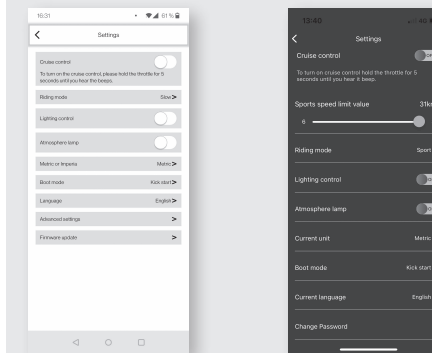 16:31
61 %
Settings
Cruise control
To turn on the cruise control, please hold the throttle for 5
seconds until you hear the beeps.
Riding mode
Slow >
Lighting control
Atmosphere lamp
Metric or Imperia
Metric >
Boot mode
Kick start >
Language
English >
Advanced settings
>
Firmware update
>
13:40
4G
Settings
Cruise control
To turn on cruise control hold the throttle for 5
seconds until you hear it beep.
Sports speed limit value
6
Riding mode
Sport
Lighting control
Atmosphere lamp
Current unit
Metric
Boot mode
Kick start
Current language
English
Change Password